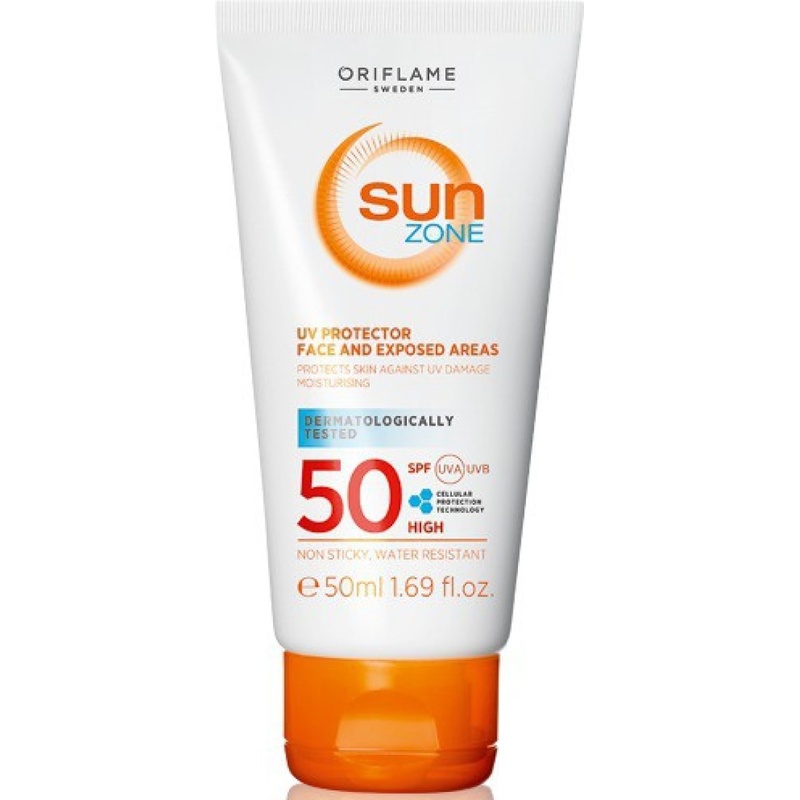 ORIFLAME
SWEDEN
sun
ZONE
UV PROTECTOR
FACE AND EXPOSED AREAS
PROTECTS SKIN AGAINST UV DAMAGE
MOISTURISING
DERMATOLOGICALLY
TESTED
50 SPF UVA UVB
CELLULAR
PROTECTION
TECHNOLOGY
HIGH
NON STICKY, WATER RESISTANT
℮50ml 1.69 fl.oz.